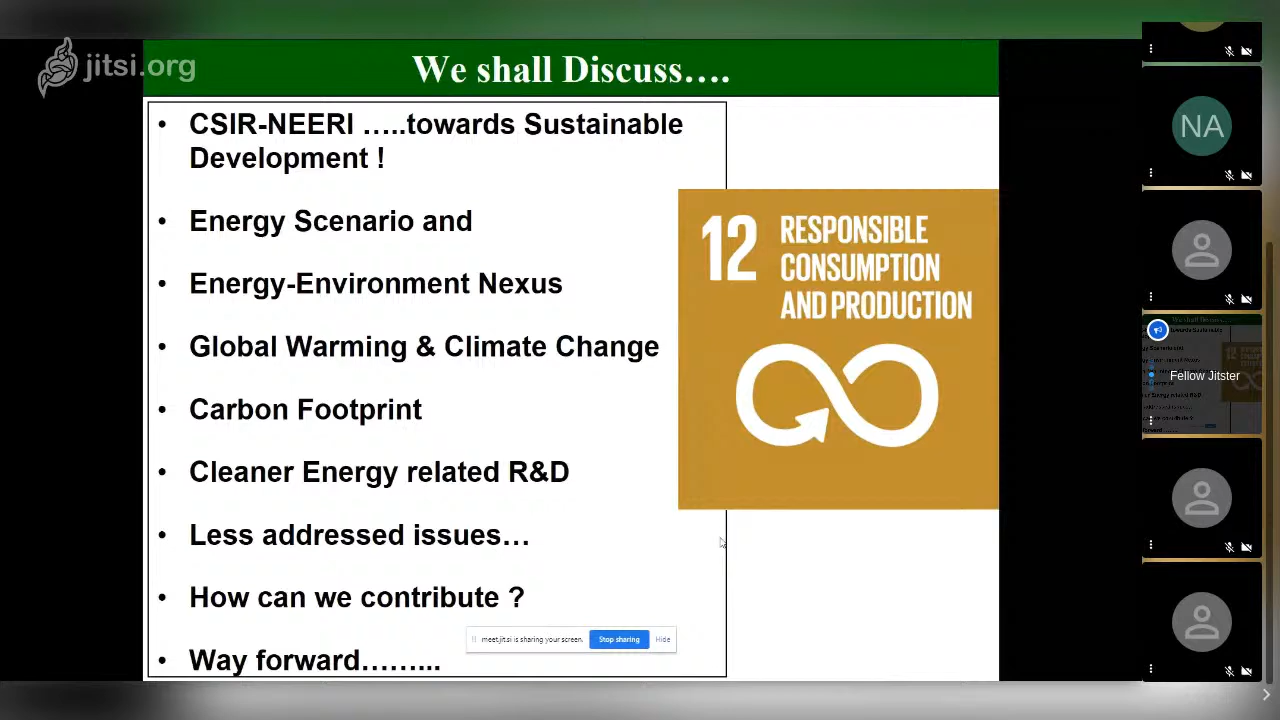 jitsi.org
We shall Discuss….
• CSIR-NEERI …..towards Sustainable
Development !
• Energy Scenario and
• Energy-Environment Nexus
• Global Warming & Climate Change
• Carbon Footprint
• Cleaner Energy related R&D
• Less addressed issues…
• How can we contribute ?
• Way forward……...
12 RESPONSIBLE
CONSUMPTION
AND PRODUCTION
meet.jit.si is sharing your screen.
Stop sharing
Hide
NA
Fellow Jitster